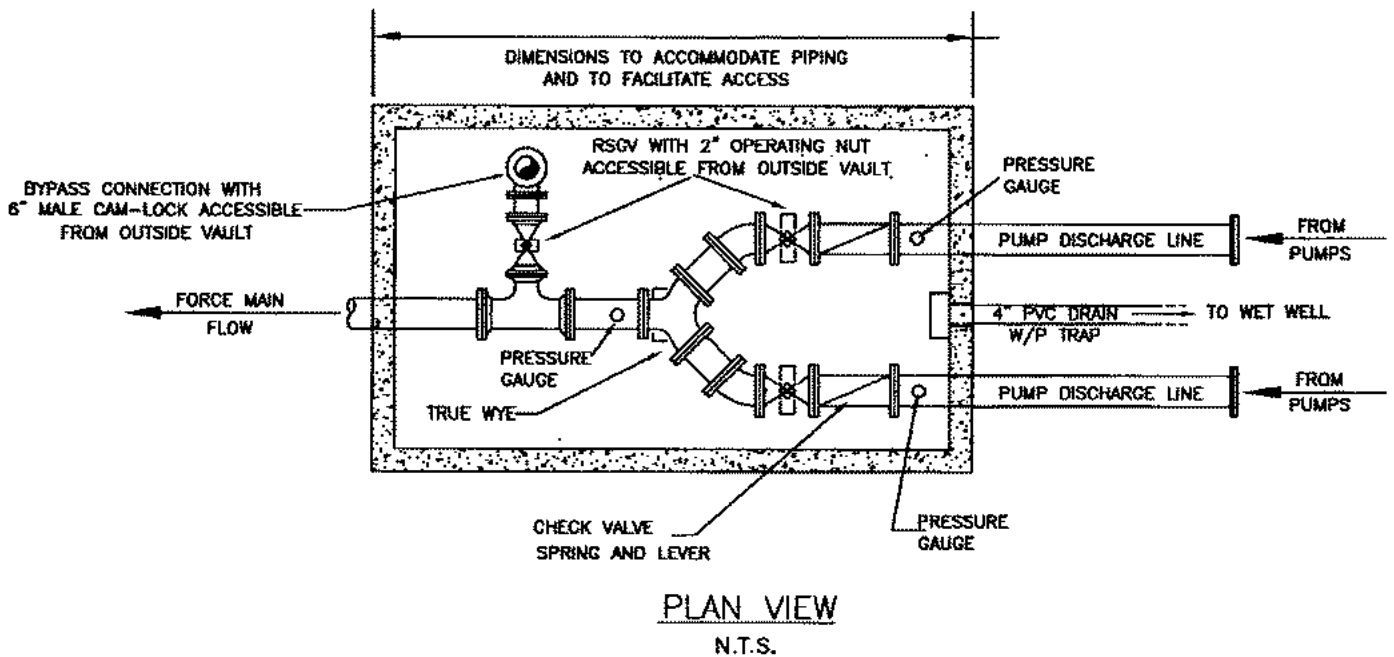 DIMENSIONS TO ACCOMMODATE PIPING
AND TO FACILITATE ACCESS
RSGV WITH 2" OPERATING NUT
ACCESSIBLE FROM OUTSIDE VAULT
PRESSURE
GAUGE
BYPASS CONNECTION WITH
6" MALE CAM-LOCK ACCESSIBLE
FROM OUTSIDE VAULT
PUMP DISCHARGE LINE
FROM
PUMPS
FORCE MAIN
FLOW
4" PVC DRAIN
W/P TRAP
TO WET WELL
PRESSURE
GAUGE
TRUE WYE
PUMP DISCHARGE LINE
FROM
PUMPS
CHECK VALVE
SPRING AND LEVER
PRESSURE
GAUGE
PLAN VIEW
N.T.S.